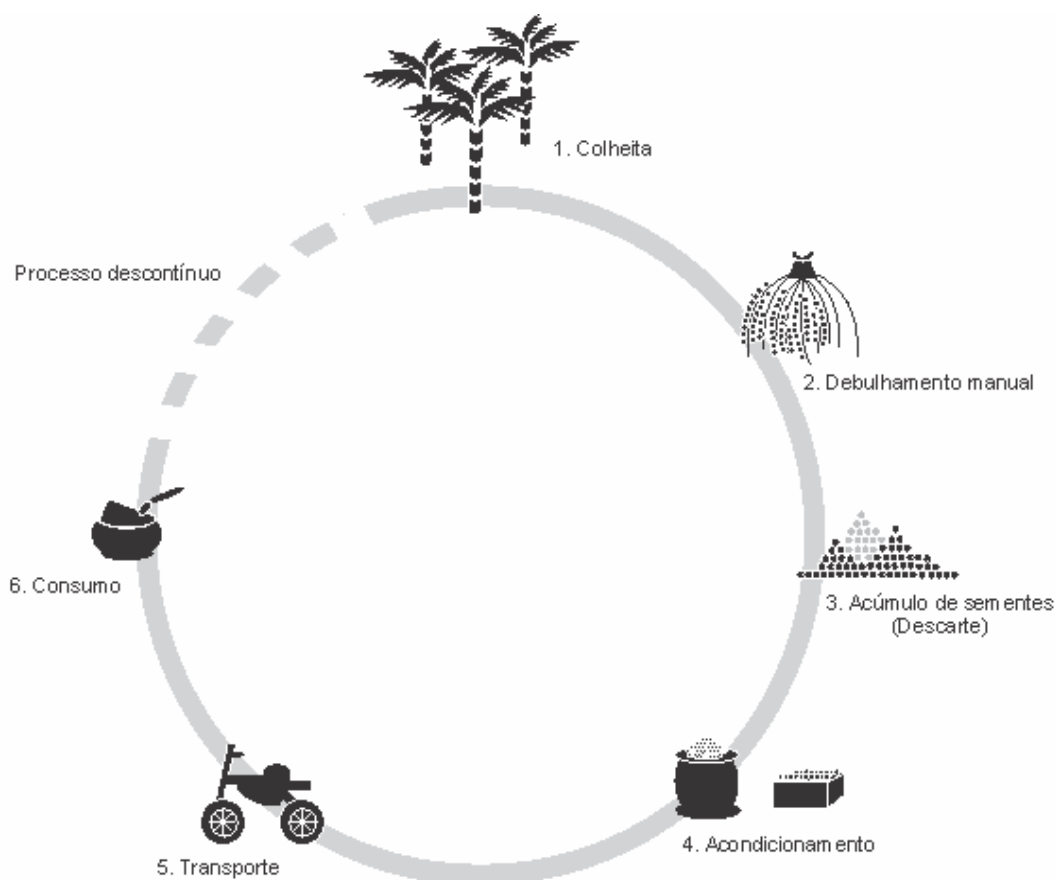 1. Colheita
Processo descontínuo
2. Debulhamento manual
3. Acúmulo de sementes
(Descarte)
4. Acondicionamento
5. Transporte
6. Consumo